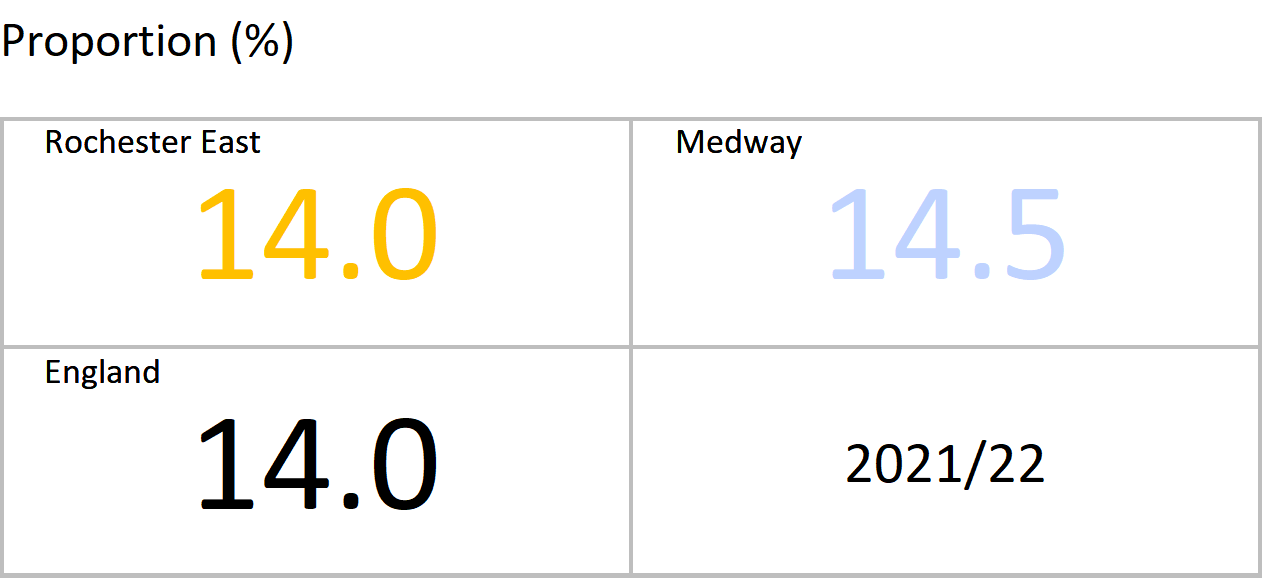 Proportion (%)
Rochester East
14.0
Medway
14.5
England
14.0
2021/22